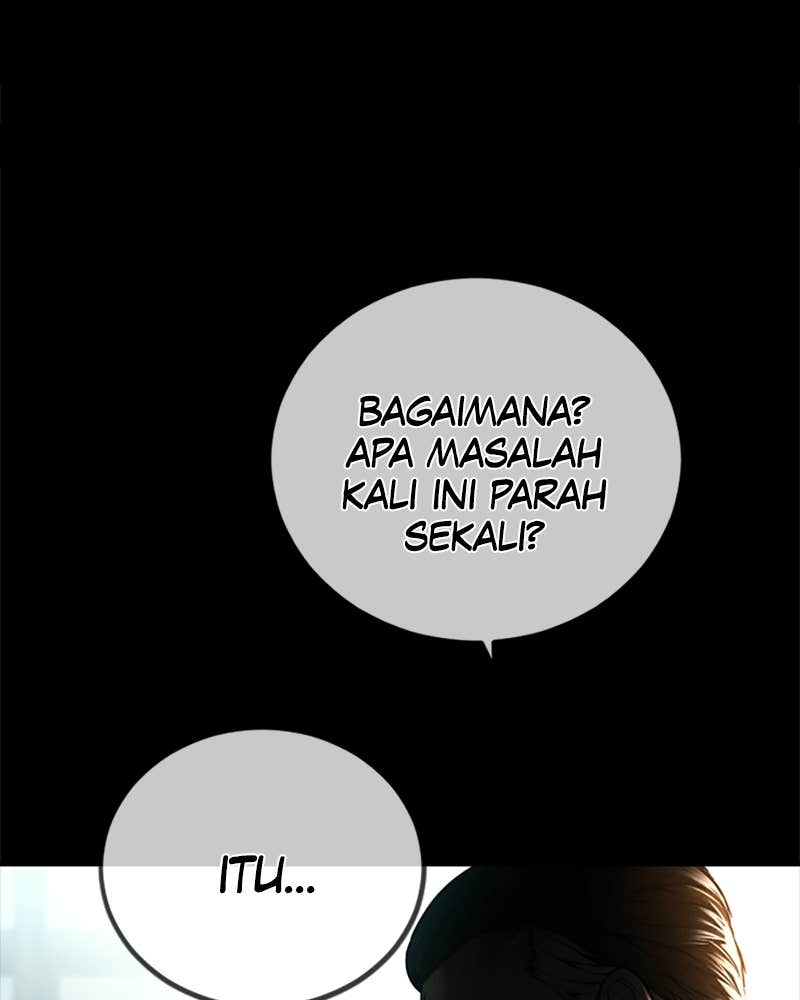 BAGAIMANA?
APA MASALAH
KALI INI PARAH
SEKALI?
ITU...